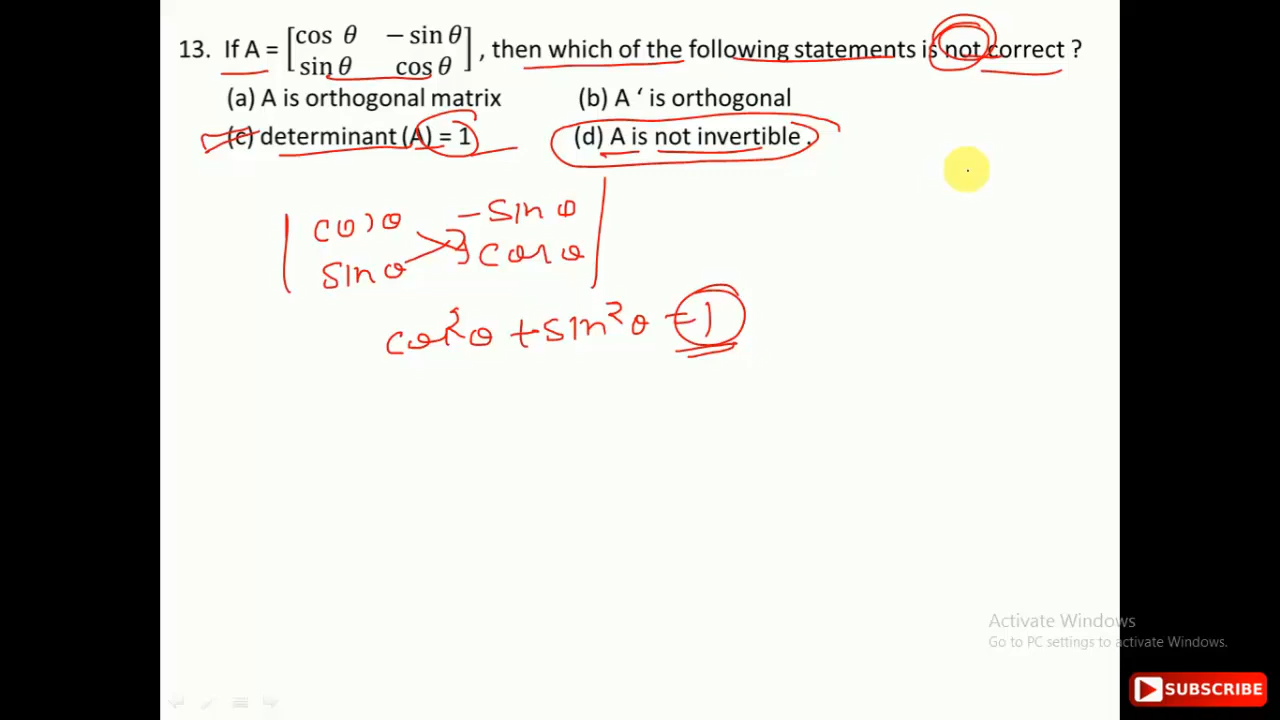 13. If A = [cos θ − sin θ
sin θ cos θ] , then which of the following statements is not correct ?
(a) A is orthogonal matrix (b) A ‘ is orthogonal
(c) determinant (A) = 1 (d) A is not invertible .
| cos θ − sin θ
sin θ cos θ |
cos²θ + sin²θ = 1
Activate Windows
Go to PC settings to activate Windows.
SUBSCRIBE